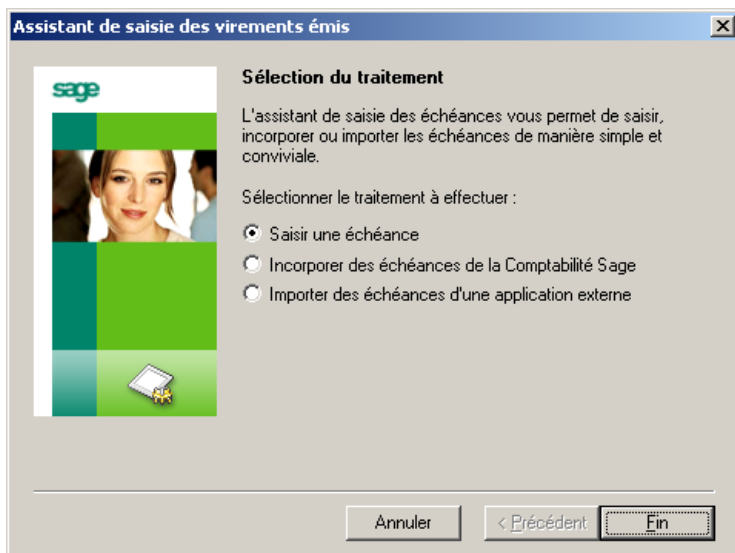 Assistant de saisie des virements émis
sage
Sélection du traitement
L'assistant de saisie des échéances vous permet de saisir,
incorporer ou importer les échéances de manière simple et
conviviale.
Sélectionner le traitement à effectuer :
Saisir une échéance
Incorporer des échéances de la Comptabilité Sage
Importer des échéances d'une application externe
Annuler
< Précédent
Fin